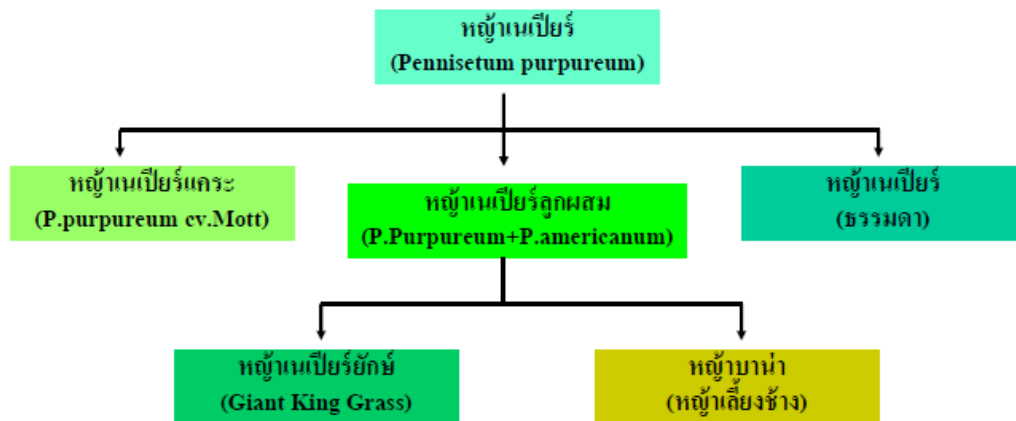 หญ้าเนเปียร์
(Pennisetum purpureum)
หญ้าเนเปียร์แคระ
(P.purpureum cv.Mott)
หญ้าเนเปียร์ลูกผสม
(P.Purpureum+P.americanum)
หญ้าเนเปียร์
(ธรรมดา)
หญ้าเนเปียร์ยักษ์
(Giant King Grass)
หญ้าบาน่า
(หญ้าเลี้ยงช้าง)